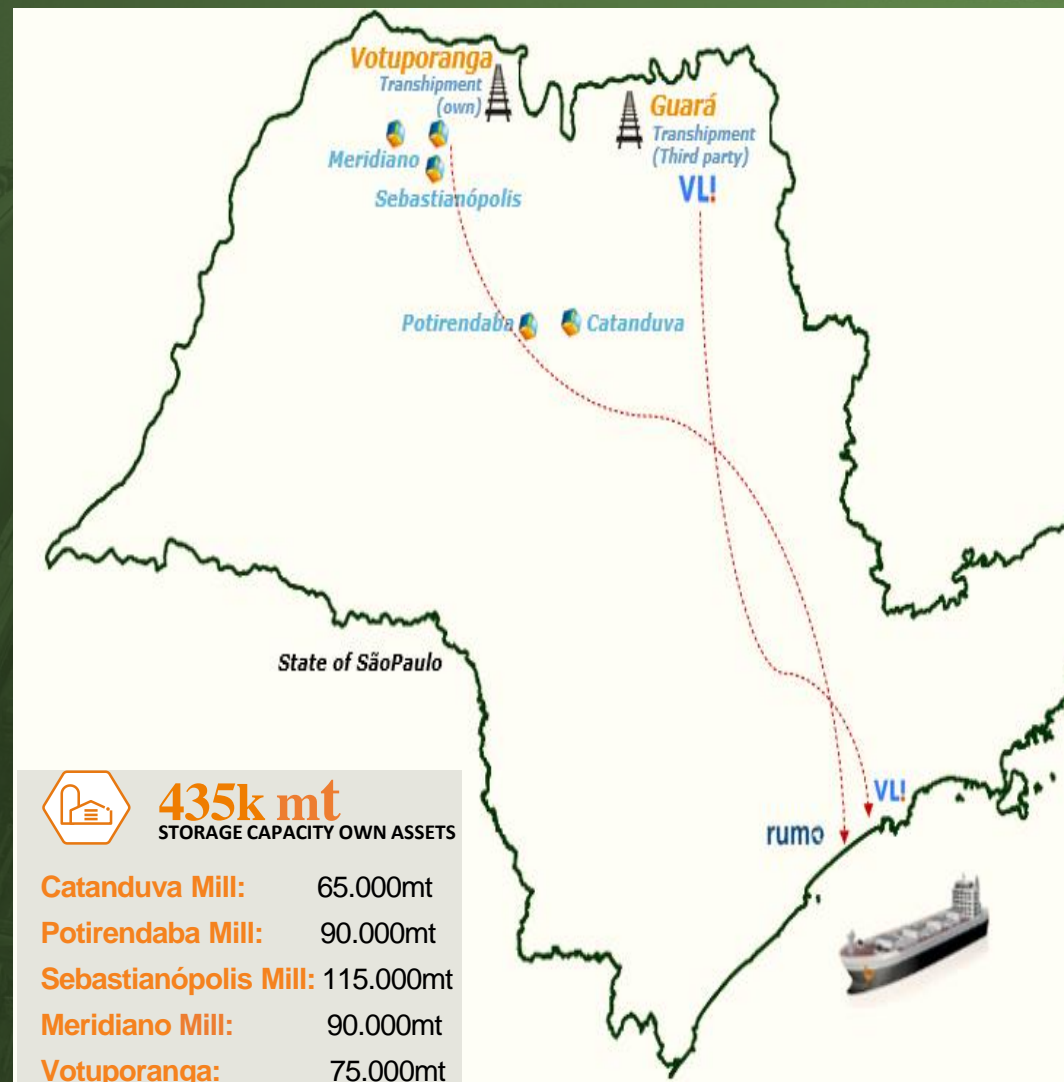 Votuporanga
Transhipment
(own)
Guará
Transhipment
(Third party)
VL!
Meridiano
Sebastianópolis
Potirendaba
Catanduva
State of SãoPaulo
VL!
rumo
435k mt
STORAGE CAPACITY OWN ASSETS
Catanduva Mill: 65.000mt
Potirendaba Mill: 90.000mt
Sebastianópolis Mill: 115.000mt
Meridiano Mill: 90.000mt
Votuporanga: 75.000mt